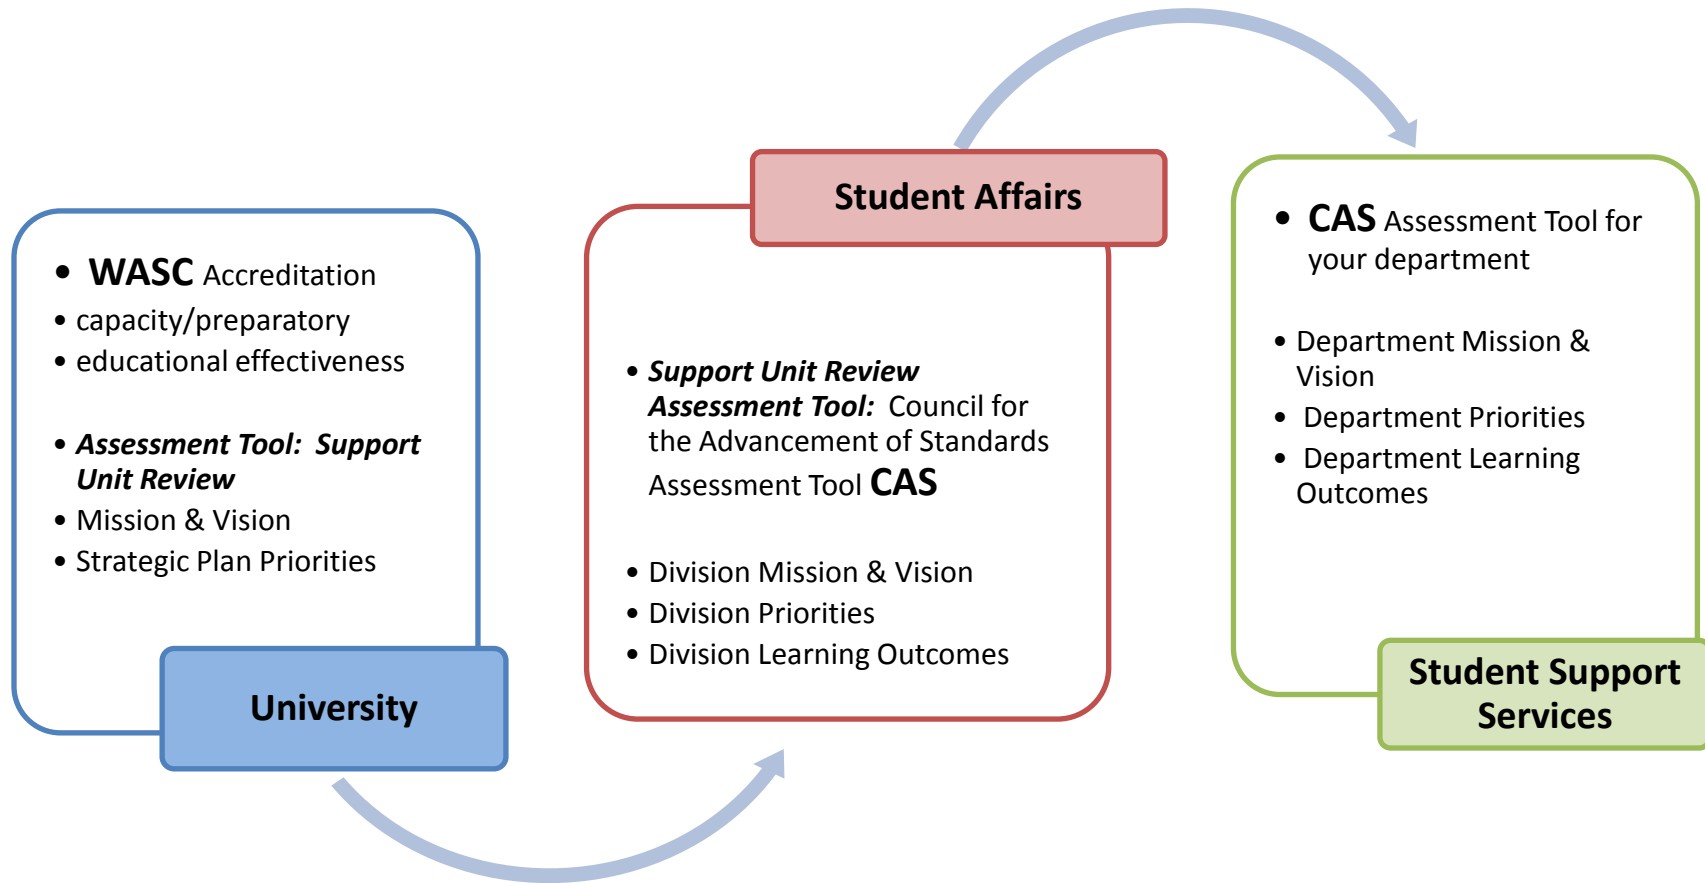 • WASC Accreditation
• capacity/preparatory
• educational effectiveness
• Assessment Tool: Support
Unit Review
• Mission & Vision
• Strategic Plan Priorities
University
Student Affairs
• Support Unit Review
Assessment Tool: Council for
the Advancement of Standards
Assessment Tool CAS
• Division Mission & Vision
• Division Priorities
• Division Learning Outcomes
• CAS Assessment Tool for
your department
• Department Mission &
Vision
• Department Priorities
• Department Learning
Outcomes
Student Support
Services